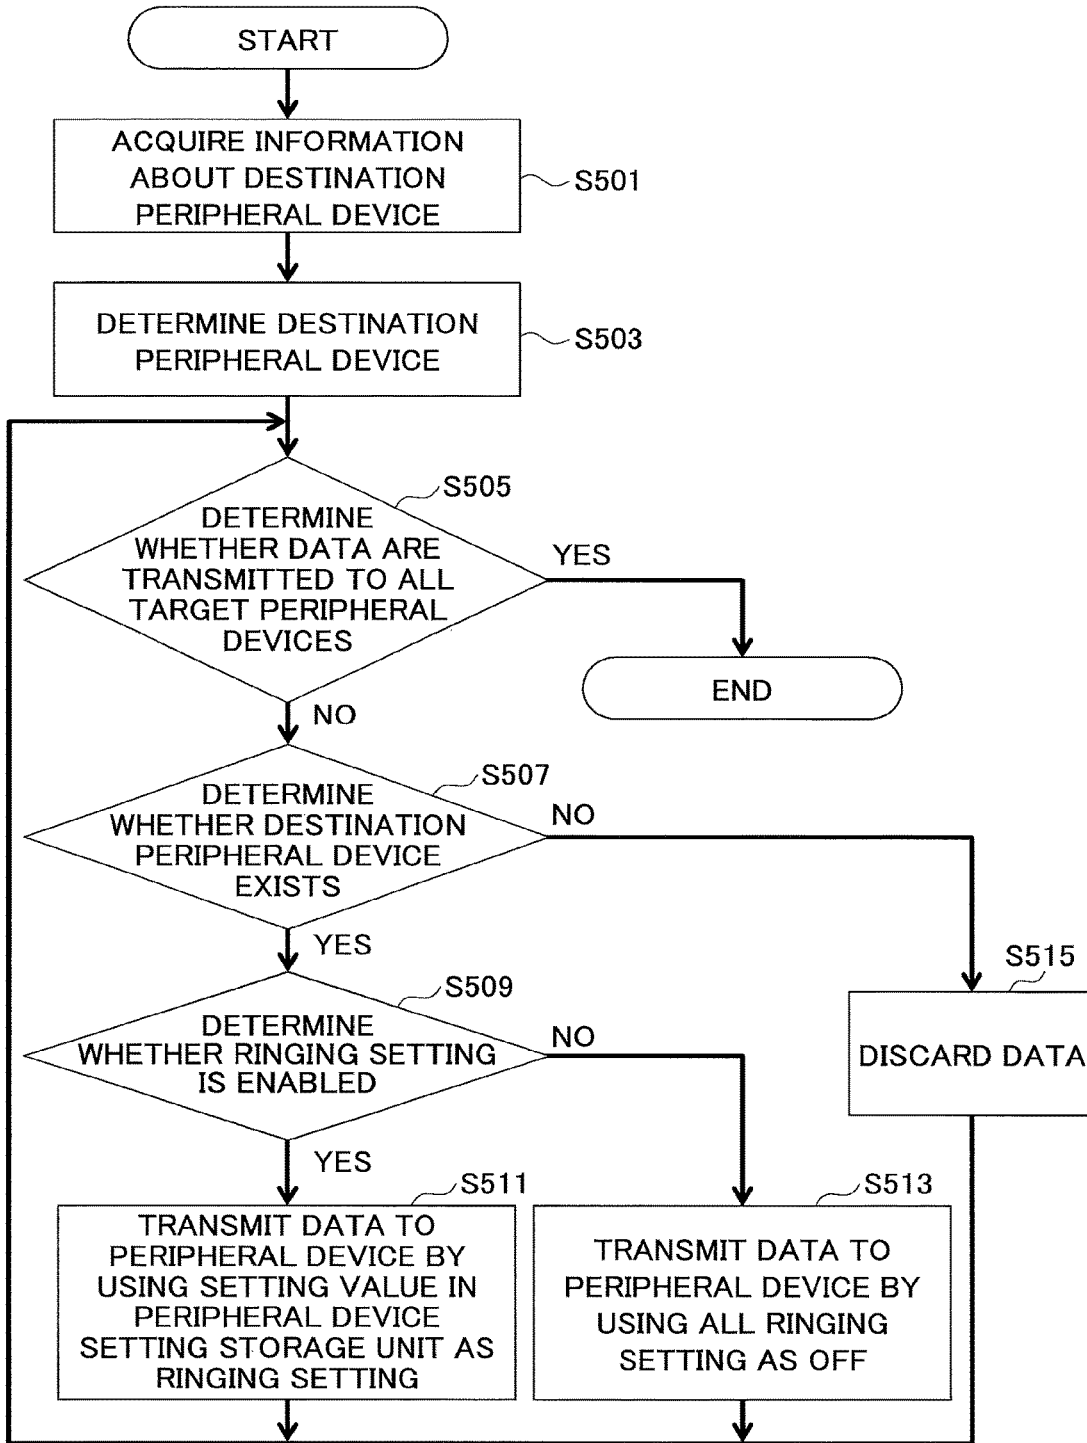 START
ACQUIRE INFORMATION
ABOUT DESTINATION
PERIPHERAL DEVICE
S501
DETERMINE DESTINATION
PERIPHERAL DEVICE
S503
S505
DETERMINE
WHETHER DATA ARE
TRANSMITTED TO ALL
TARGET PERIPHERAL
DEVICES
YES
END
NO
S507
DETERMINE
WHETHER DESTINATION
PERIPHERAL DEVICE
EXISTS
NO
YES
S515
DISCARD DATA
S509
DETERMINE
WHETHER RINGING SETTING
IS ENABLED
NO
YES
S511
TRANSMIT DATA TO
PERIPHERAL DEVICE BY
USING SETTING VALUE IN
PERIPHERAL DEVICE
SETTING STORAGE UNIT AS
RINGING SETTING
S513
TRANSMIT DATA TO
PERIPHERAL DEVICE BY
USING ALL RINGING
SETTING AS OFF